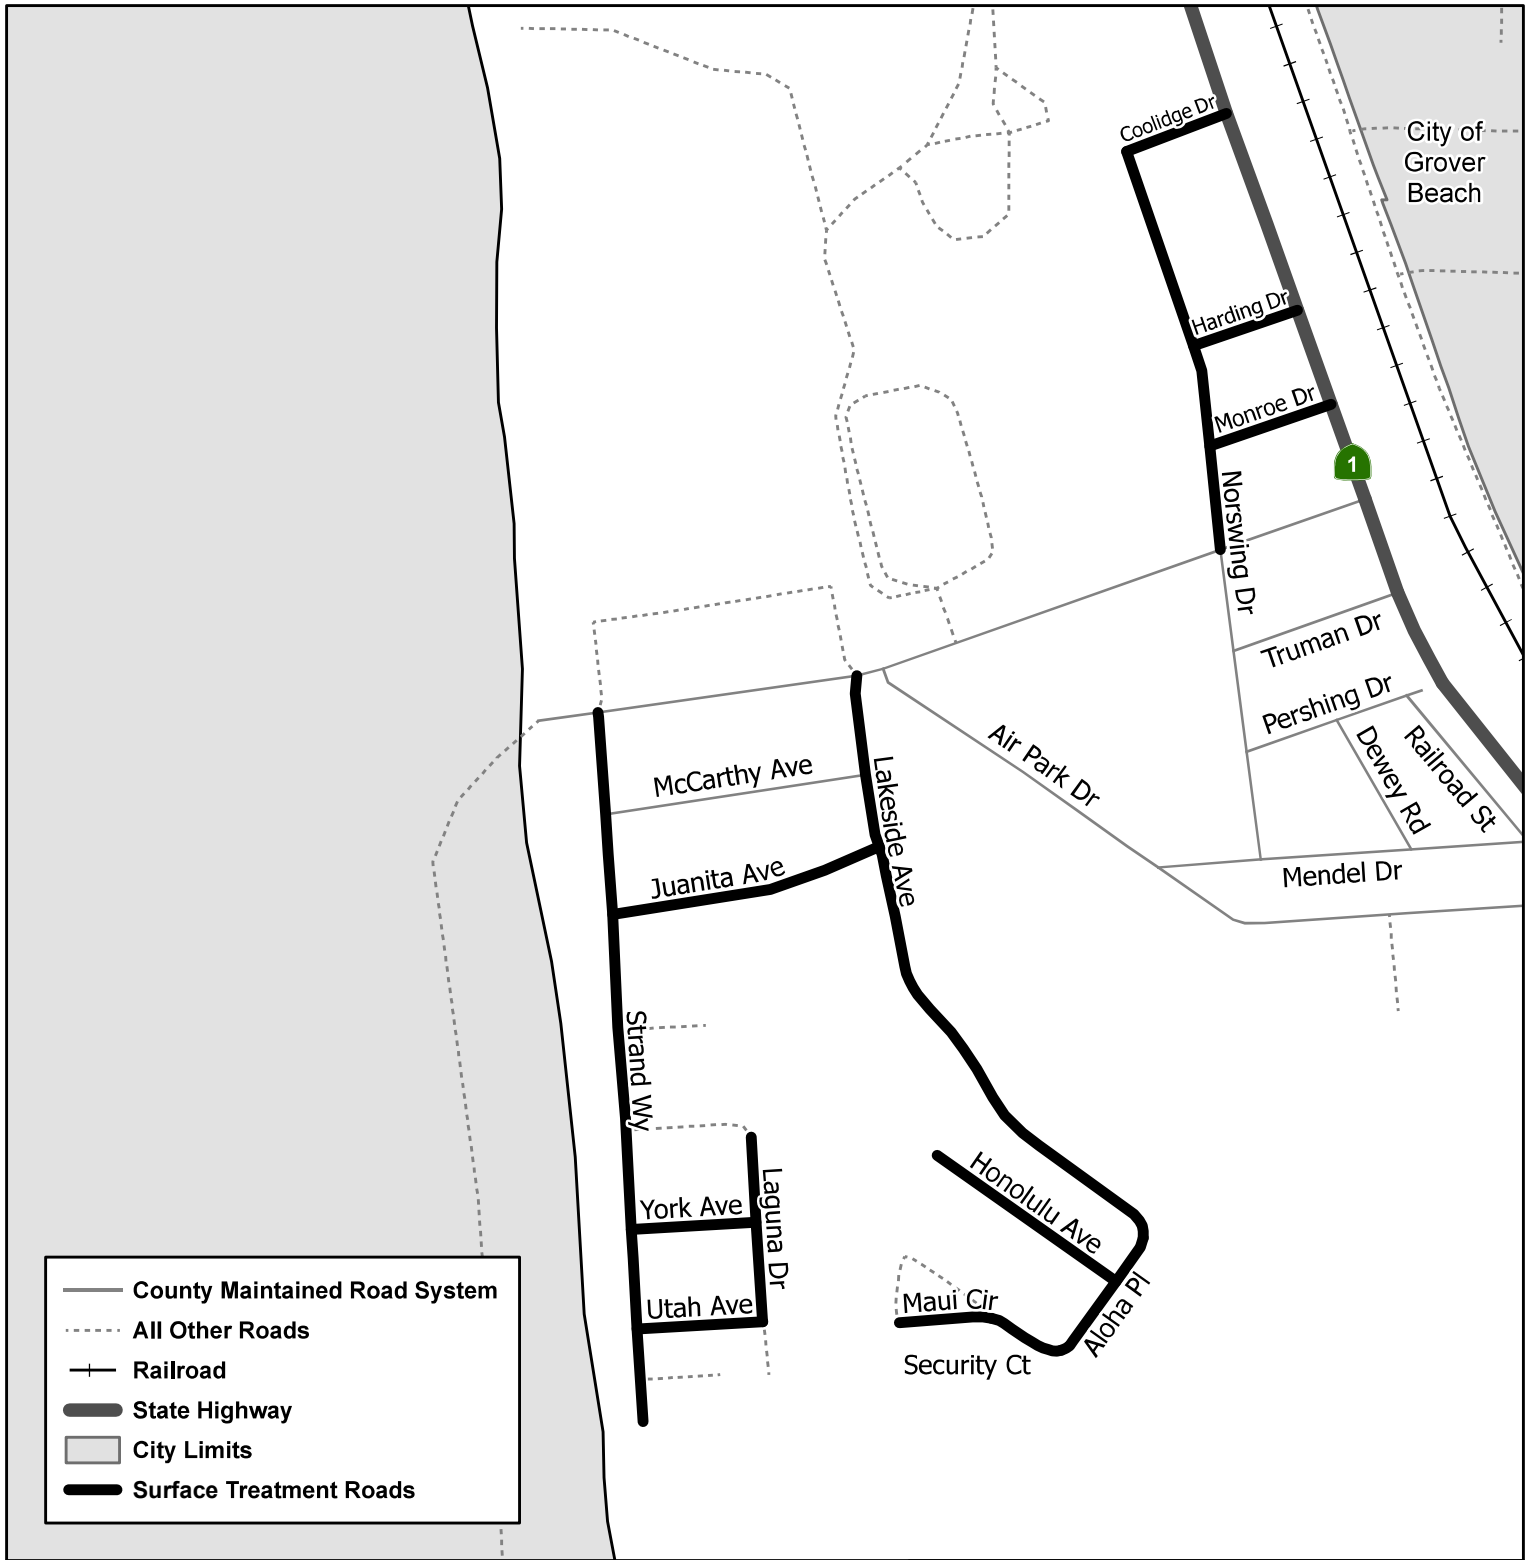 Coolidge Dr
City of
Grover
Beach
Harding Dr
Monroe Dr
1
Norswing Dr
Truman Dr
Pershing Dr
Dewey Rd
Railroad St
Air Park Dr
McCarthy Ave
Lakeside Ave
Juanita Ave
Mendel Dr
Strand Wy
York Ave
Laguna Dr
Utah Ave
Honolulu Ave
Maui Cir
Aloha Pl
Security Ct
County Maintained Road System
All Other Roads
Railroad
State Highway
City Limits
Surface Treatment Roads